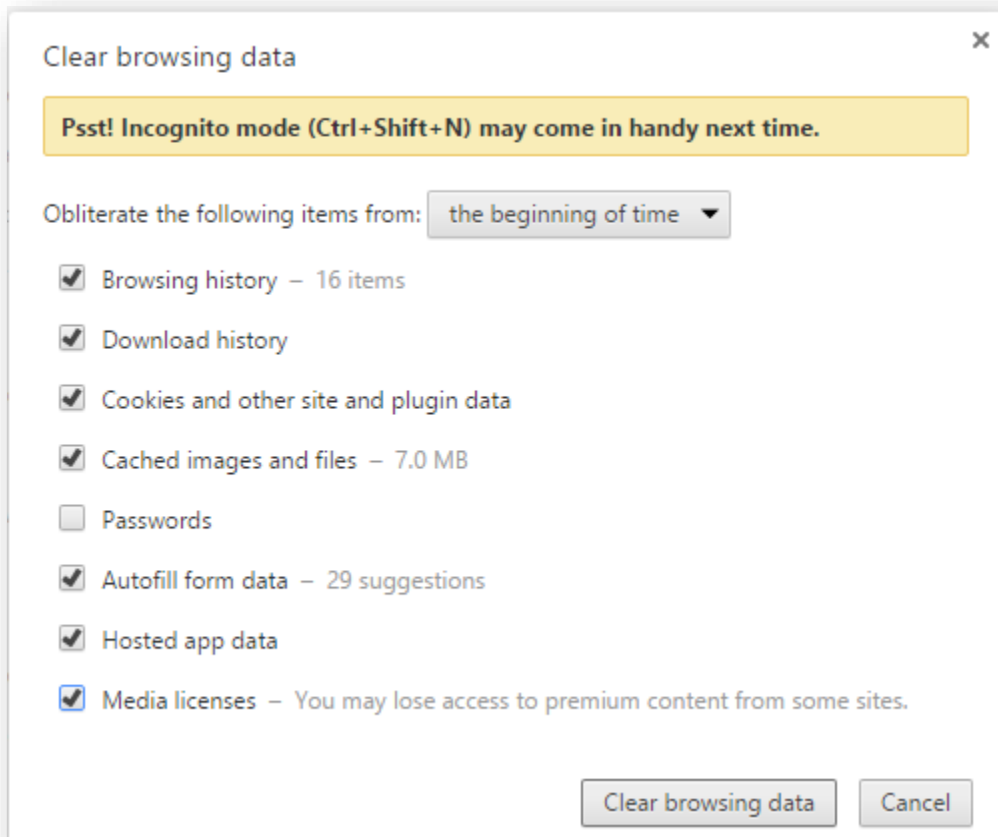 Clear browsing data
Psst! Incognito mode (Ctrl+Shift+N) may come in handy next time.
Obliterate the following items from: the beginning of time
Browsing history – 16 items
Download history
Cookies and other site and plugin data
Cached images and files – 7.0 MB
Passwords
Autofill form data – 29 suggestions
Hosted app data
Media licenses – You may lose access to premium content from some sites.
Clear browsing data Cancel